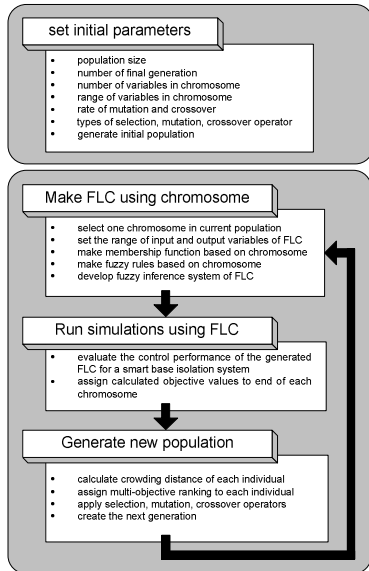 set initial parameters
• population size
• number of final generation
• number of variables in chromosome
• range of variables in chromosome
• rate of mutation and crossover
• types of selection, mutation, crossover operator
• generate initial population
Make FLC using chromosome
• select one chromosome in current population
• set the range of input and output variables of FLC
• make membership function based on chromosome
• make fuzzy rules based on chromosome
• develop fuzzy inference system of FLC
Run simulations using FLC
• evaluate the control performance of the generated
FLC for a smart base isolation system
• assign calculated objective values to end of each
chromosome
Generate new population
• calculate crowding distance of each individual
• assign multi-objective ranking to each individual
• apply selection, mutation, crossover operators
• create the next generation